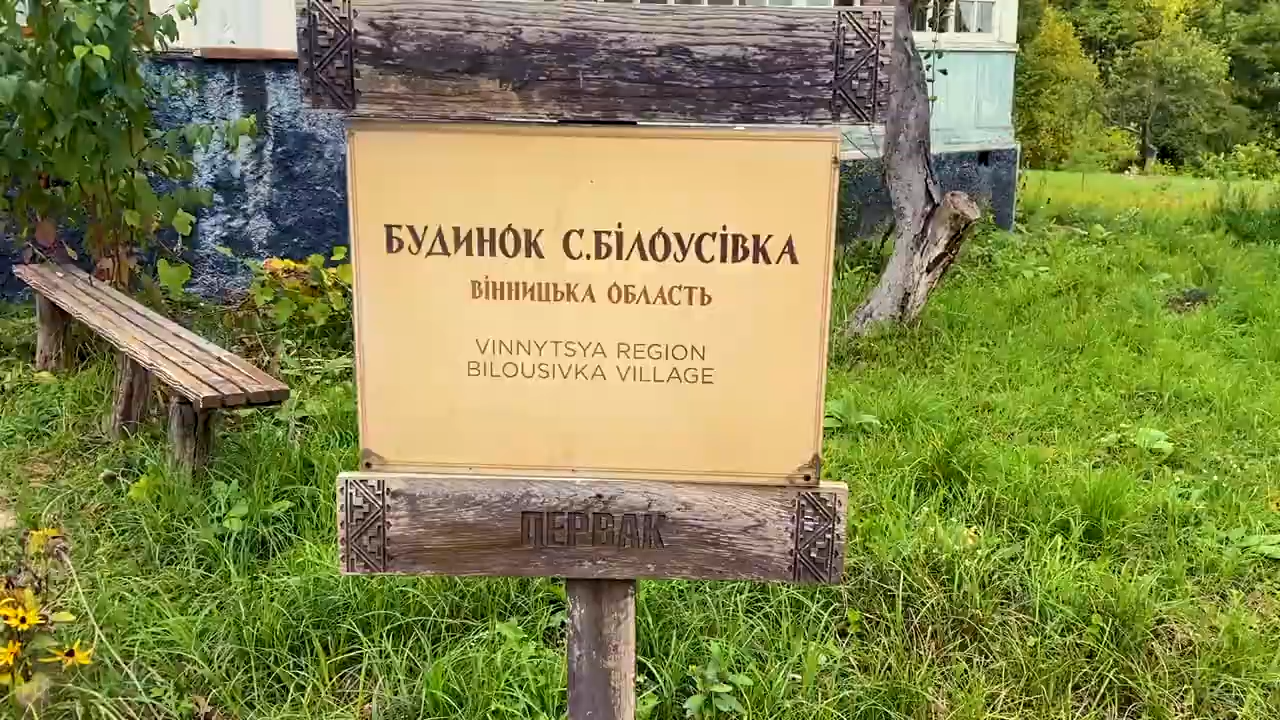 БУДИНОК С.БІЛОУСІВКА
ВІННИЦЬКА ОБЛАСТЬ
VINNYTSYA REGION
BILOUSIVKA VILLAGE
ПЕРВАК